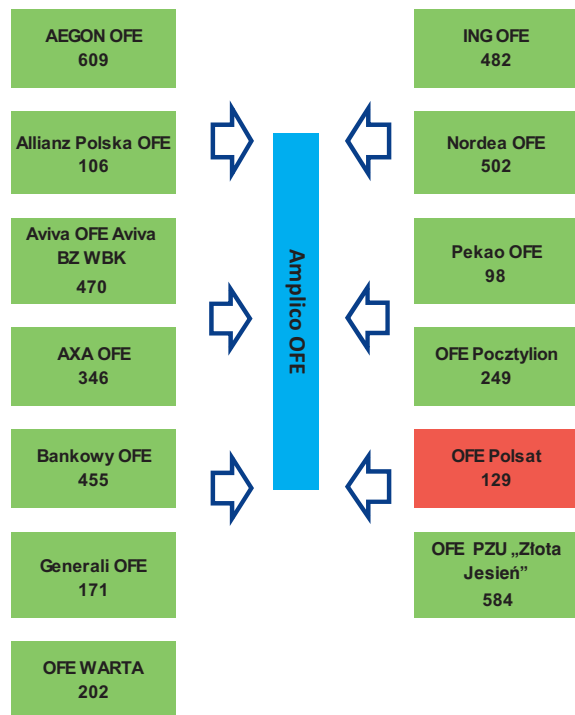 AEGON OFE
609
Allianz Polska OFE
106
Aviva OFE Aviva
BZ WBK
470
AXA OFE
346
Bankowy OFE
455
Generali OFE
171
OFE WARTA
202
Amplico OFE
ING OFE
482
Nordea OFE
502
Pekao OFE
98
OFE Pocztylion
249
OFE Polsat
129
OFE PZU „Złota
Jesień”
584